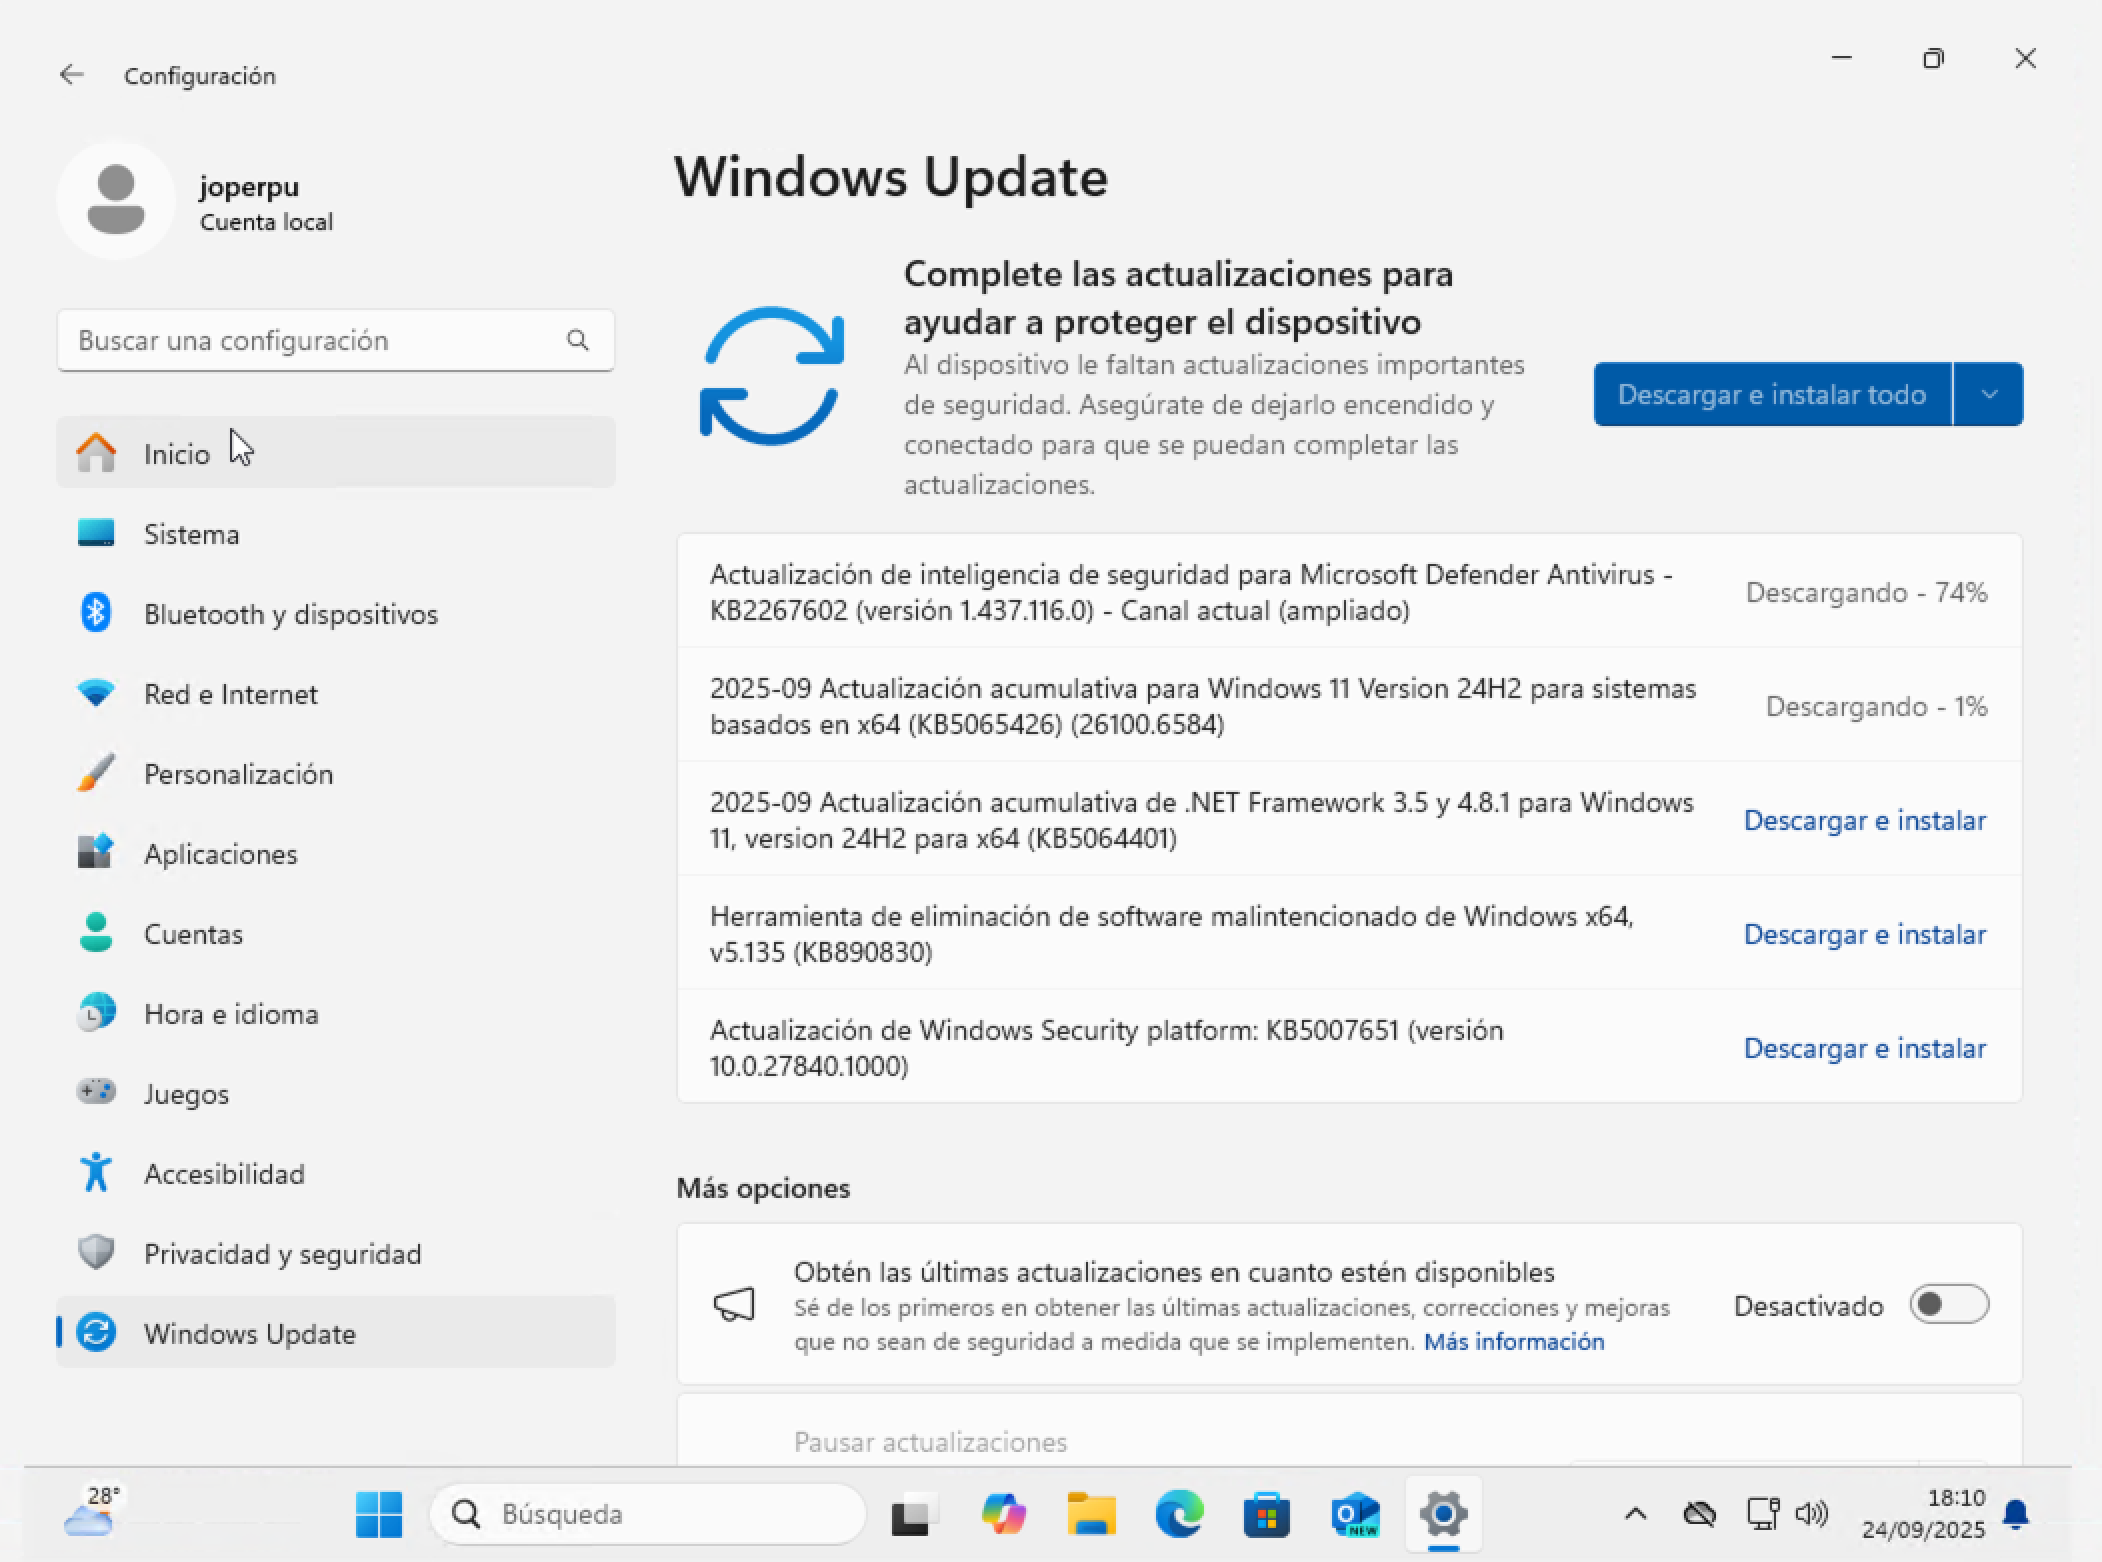 Configuración
joperpu
Cuenta local
Buscar una configuración
Inicio
Sistema
Bluetooth y dispositivos
Red e Internet
Personalización
Aplicaciones
Cuentas
Hora e idioma
Juegos
Accesibilidad
Privacidad y seguridad
Windows Update
Windows Update
Complete las actualizaciones para
ayudar a proteger el dispositivo
Al dispositivo le faltan actualizaciones importantes
de seguridad. Asegúrate de dejarlo encendido y
conectado para que se puedan completar las
actualizaciones.
Descargar e instalar todo
Actualización de inteligencia de seguridad para Microsoft Defender Antivirus -
KB2267602 (versión 1.437.116.0) - Canal actual (ampliado)
Descargando - 74%
2025-09 Actualización acumulativa para Windows 11 Version 24H2 para sistemas
basados en x64 (KB5065426) (26100.6584)
Descargando - 1%
2025-09 Actualización acumulativa de .NET Framework 3.5 y 4.8.1 para Windows
11, version 24H2 para x64 (KB5064401)
Descargar e instalar
Herramienta de eliminación de software malintencionado de Windows x64,
v5.135 (KB890830)
Descargar e instalar
Actualización de Windows Security platform: KB5007651 (versión
10.0.27840.1000)
Descargar e instalar
Más opciones
Obtén las últimas actualizaciones en cuanto estén disponibles
Sé de los primeros en obtener las últimas actualizaciones, correcciones y mejoras
que no sean de seguridad a medida que se implementen. Más información
Desactivado
Pausar actualizaciones
28°
Búsqueda
NEW
18:10
24/09/2025